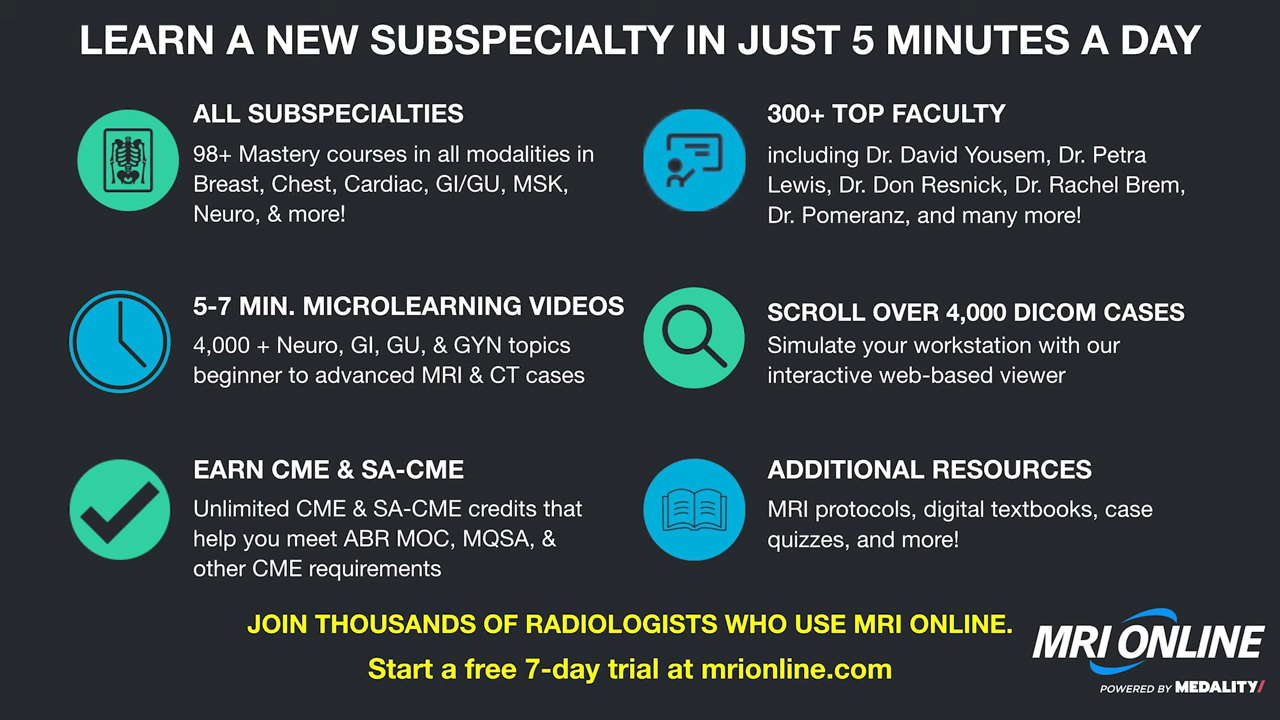 LEARN A NEW SUBSPECIALTY IN JUST 5 MINUTES A DAY
ALL SUBSPECIALTIES
98+ Mastery courses in all modalities in
Breast, Chest, Cardiac, GI/GU, MSK,
Neuro, & more!
300+ TOP FACULTY
including Dr. David Yousem, Dr. Petra
Lewis, Dr. Don Resnick, Dr. Rachel Brem,
Dr. Pomeranz, and many more!
5-7 MIN. MICROLEARNING VIDEOS
4,000 + Neuro, GI, GU, & GYN topics
beginner to advanced MRI & CT cases
SCROLL OVER 4,000 DICOM CASES
Simulate your workstation with our
interactive web-based viewer
EARN CME & SA-CME
Unlimited CME & SA-CME credits that
help you meet ABR MOC, MQSA, &
other CME requirements
ADDITIONAL RESOURCES
MRI protocols, digital textbooks, case
quizzes, and more!
JOIN THOUSANDS OF RADIOLOGISTS WHO USE MRI ONLINE.
Start a free 7-day trial at mrionline.com
MRI ONLINE
POWERED BY MEDALITY/